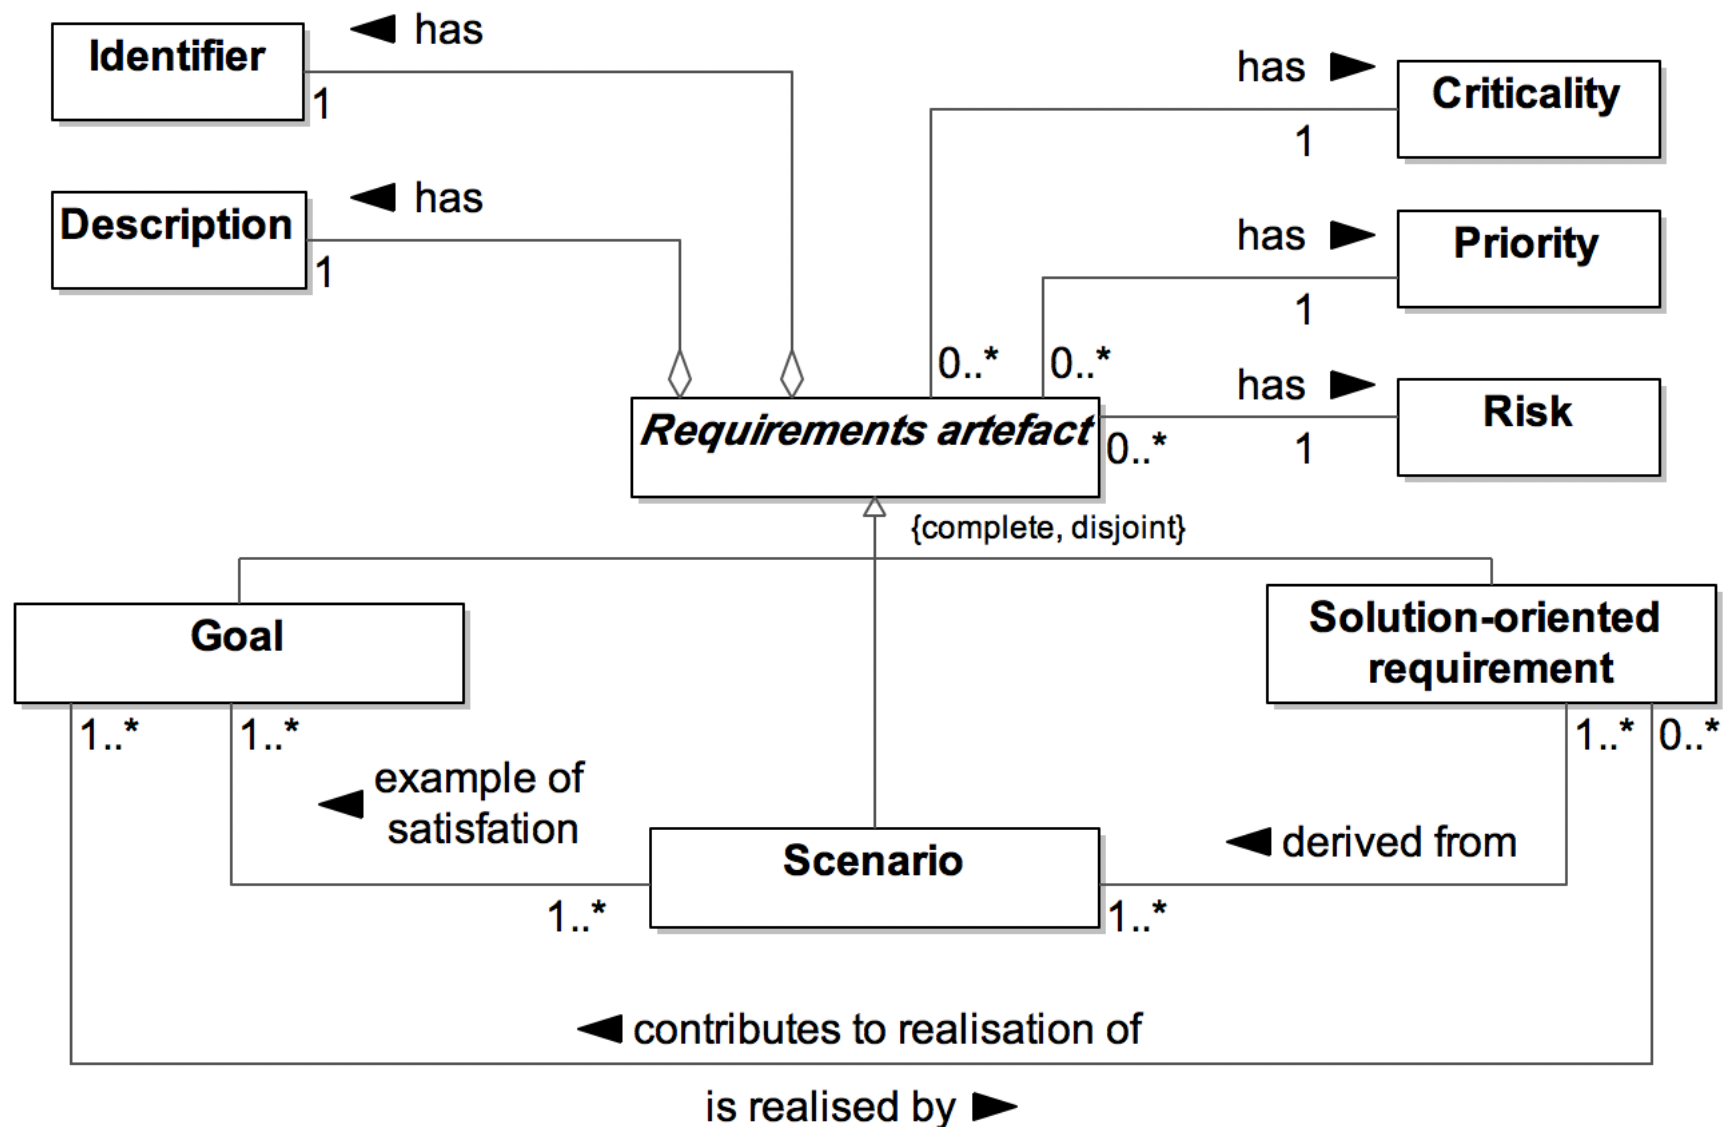 Identifier
◄ has
1
Description
◄ has
1
has ►
Criticality
1
has ►
Priority
1
0..*
0..*
has ►
Risk
1
Requirements artefact
0..*
{complete, disjoint}
Goal
Solution-oriented
requirement
1..*
1..*
1..*
0..*
◄ example of
satisfation
Scenario
◄ derived from
1..*
1..*
◄ contributes to realisation of
is realised by ►